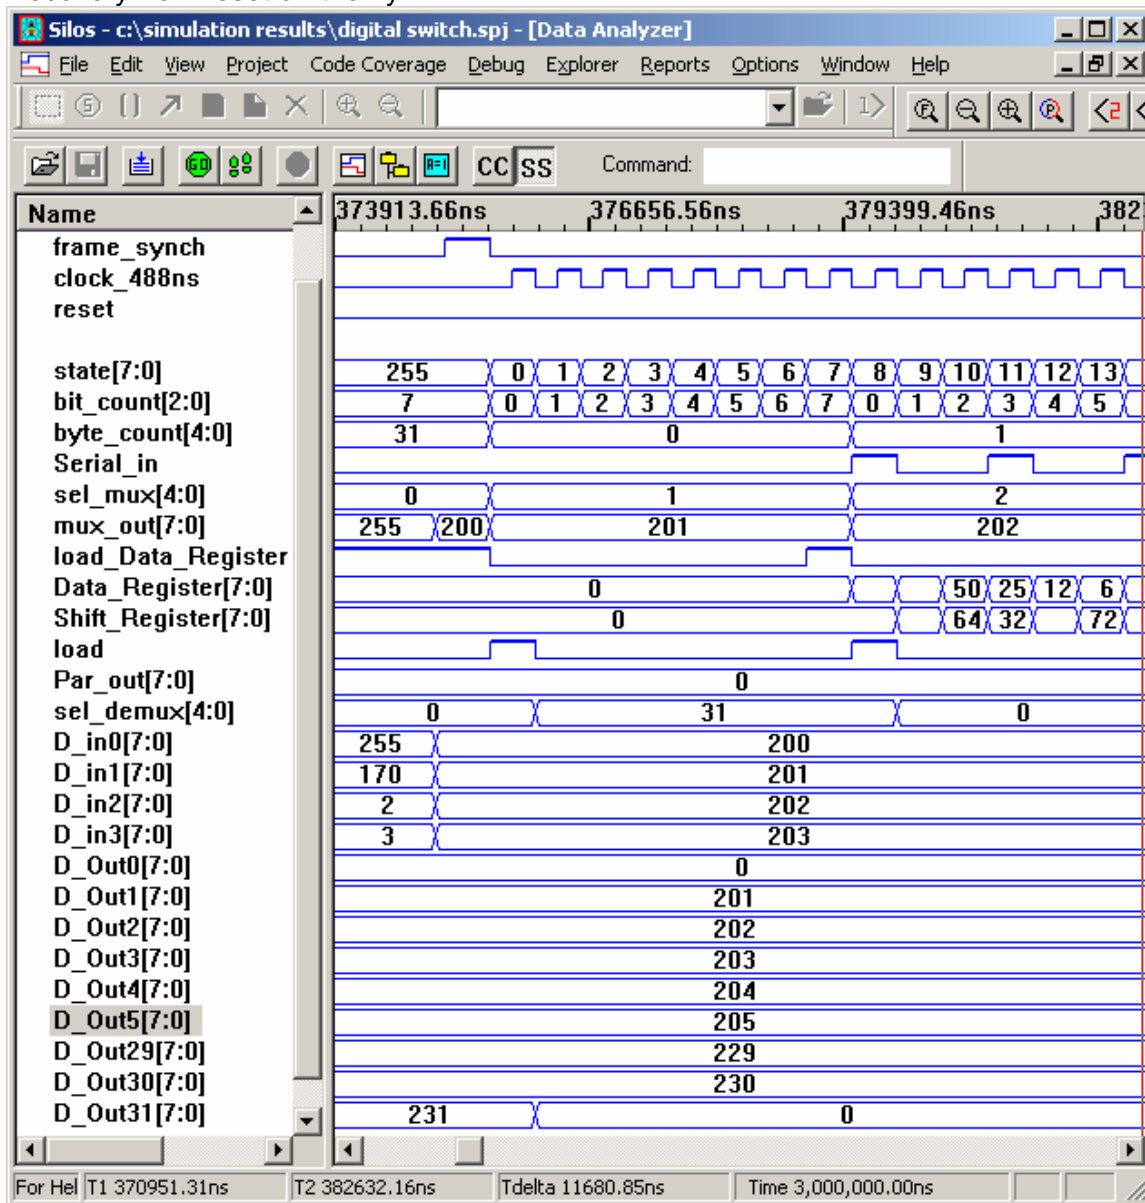 Silos - c:\simulation results\digital switch.spj - [Data Analyzer]
File Edit View Project Code Coverage Debug Explorer Reports Options Window Help
CC SS Command:
Name 373913.66ns 376656.56ns 379399.46ns 382
frame_synch
clock_488ns
reset
state[7:0] 255 0 1 2 3 4 5 6 7 8 9 10 11 12 13
bit_count[2:0] 7 0 1 2 3 4 5 6 7 0 1 2 3 4 5
byte_count[4:0] 31 0 1
Serial_in
sel_mux[4:0] 0 1 2
mux_out[7:0] 255 200 201 202
load_Data_Register
Data_Register[7:0] 0 50 25 12 6
Shift_Register[7:0] 0 64 32 72
load
Par_out[7:0] 0
sel_demux[4:0] 0 31 0
D_in0[7:0] 255 200
D_in1[7:0] 170 201
D_in2[7:0] 2 202
D_in3[7:0] 3 203
D_Out0[7:0] 0
D_Out1[7:0] 201
D_Out2[7:0] 202
D_Out3[7:0] 203
D_Out4[7:0] 204
D_Out5[7:0] 205
D_Out29[7:0] 229
D_Out30[7:0] 230
D_Out31[7:0] 231 0
For Hel T1 370951.31ns T2 382632.16ns Tdelta 11680.85ns Time 3,000,000.00ns